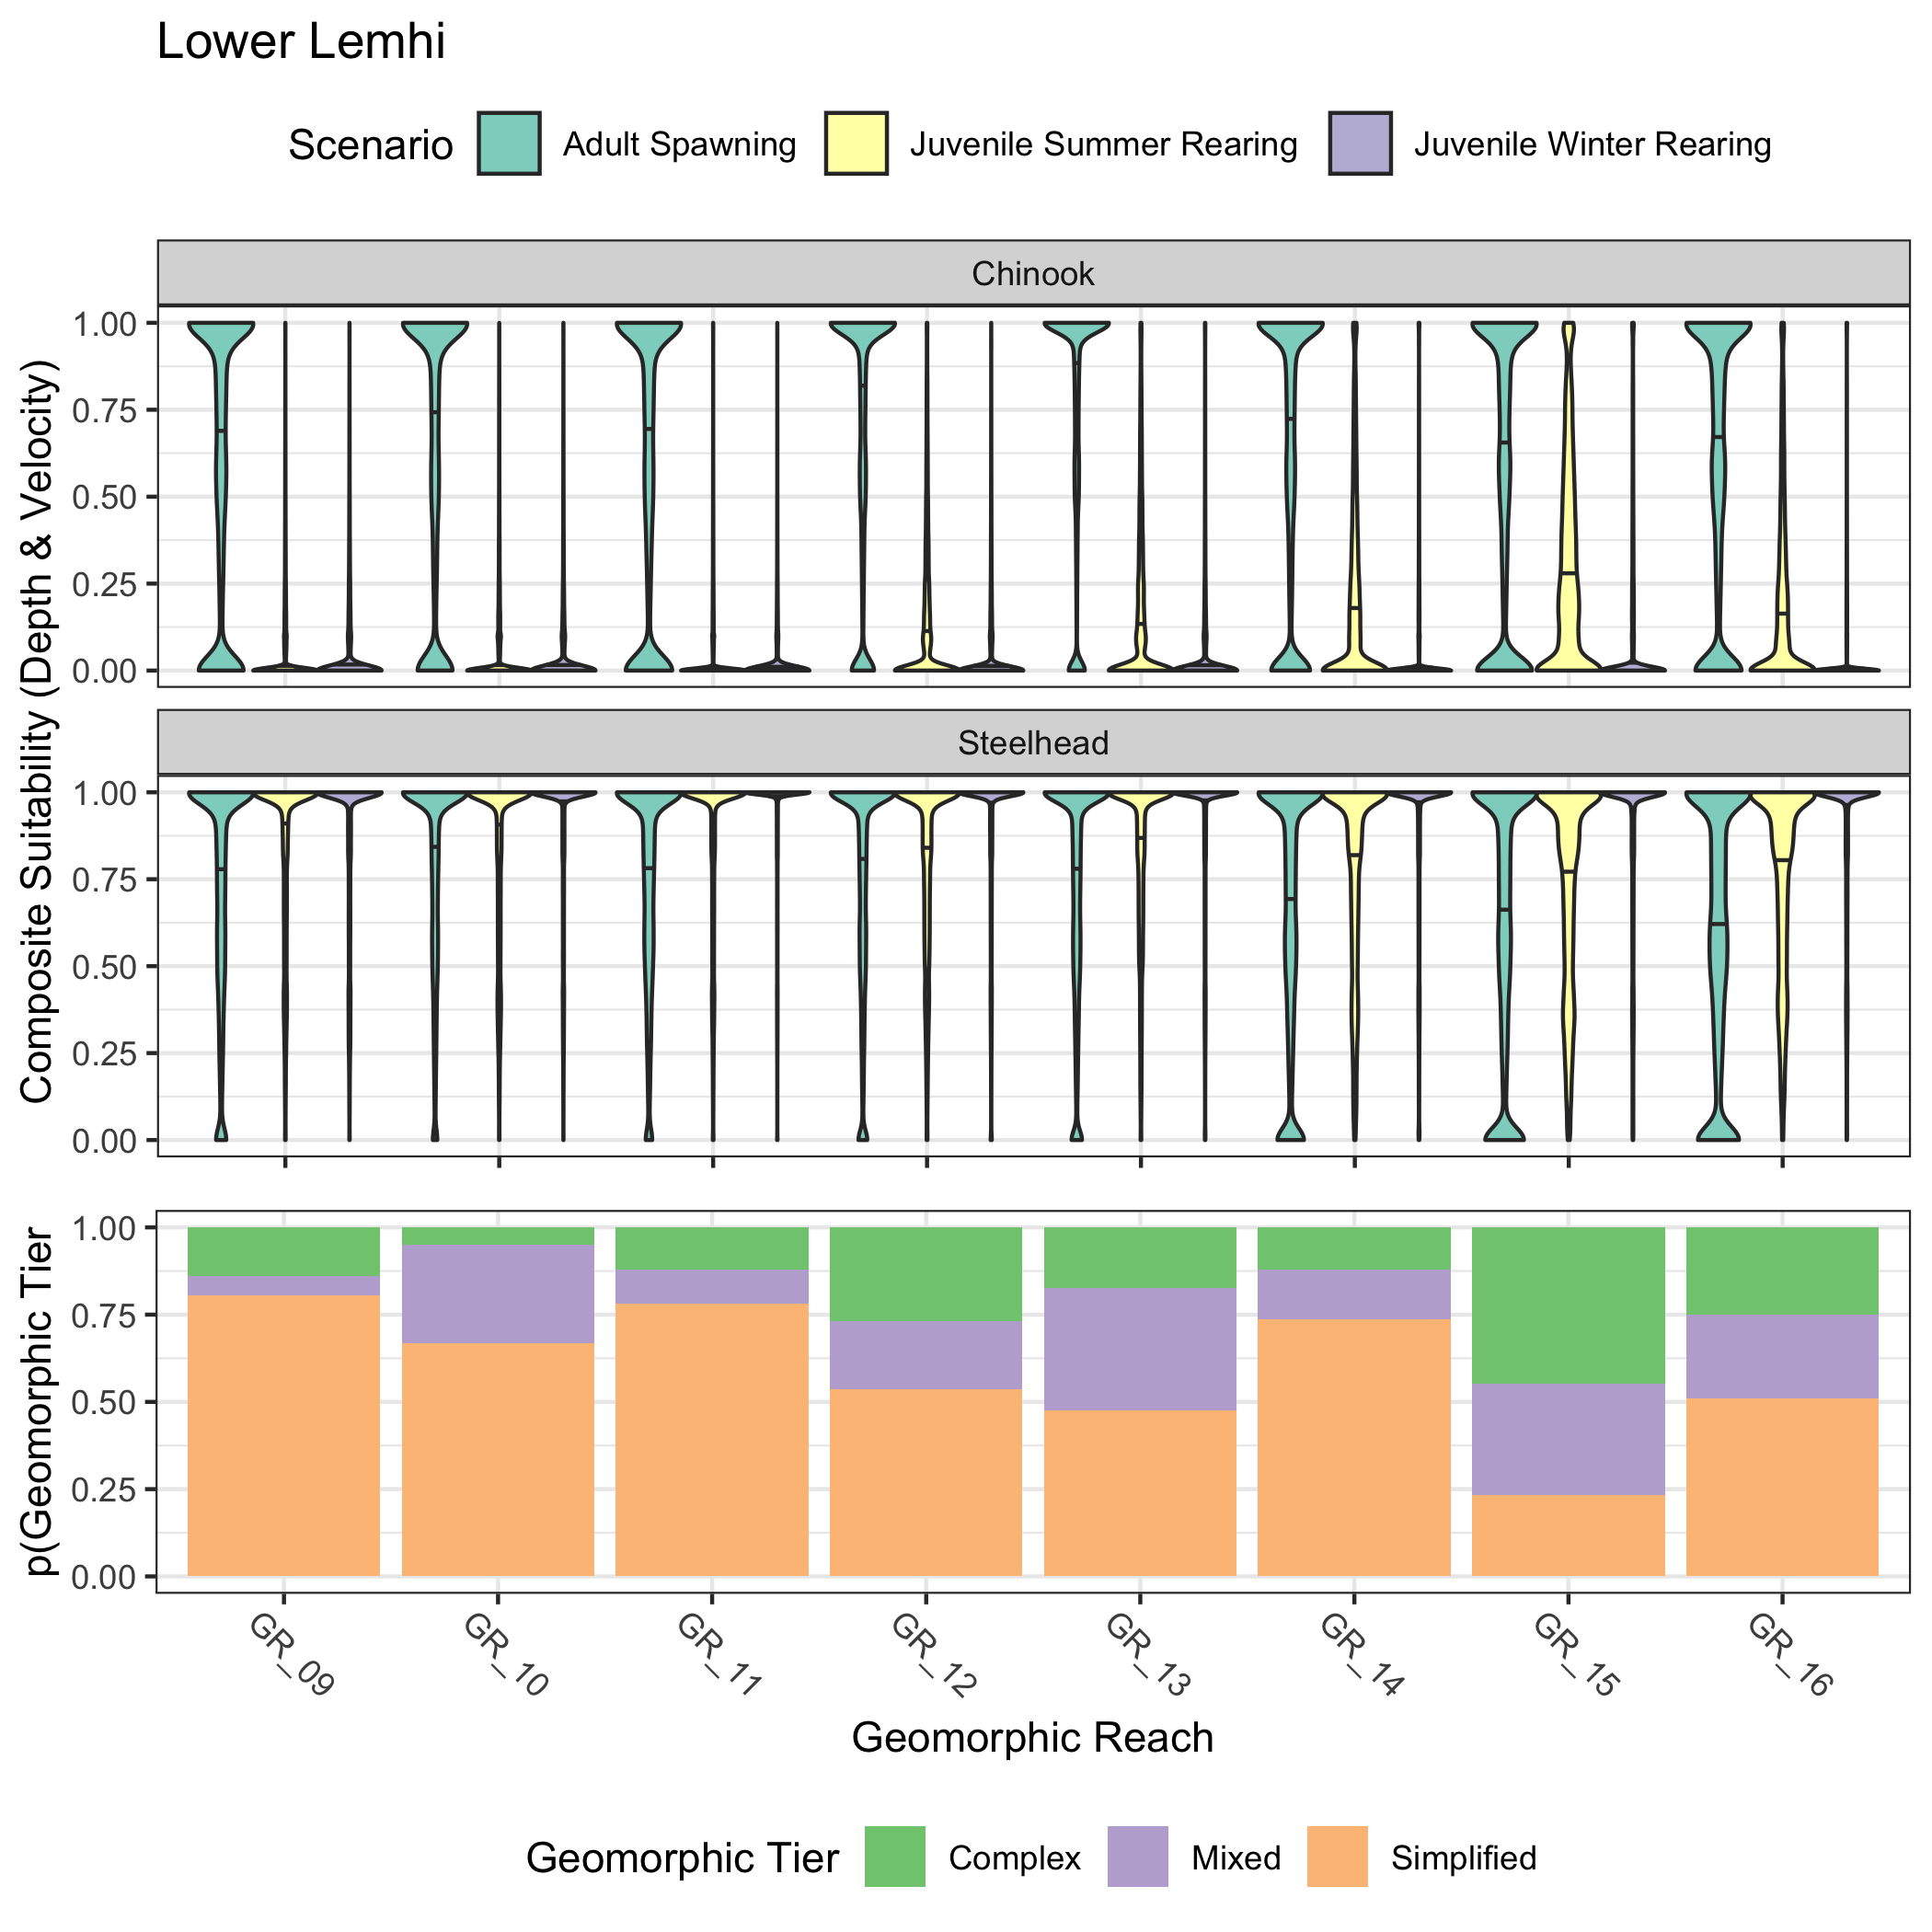 Lower Lemhi
Scenario Adult Spawning Juvenile Summer Rearing Juvenile Winter Rearing
Composite Suitability (Depth & Velocity)
Chinook
1.00
0.75
0.50
0.25
0.00
Steelhead
1.00
0.75
0.50
0.25
0.00
p(Geomorphic Tier
1.00
0.75
0.50
0.25
0.00
GR_09 GR_10 GR_11 GR_12 GR_13 GR_14 GR_15 GR_16
Geomorphic Reach
Geomorphic Tier Complex Mixed Simplified